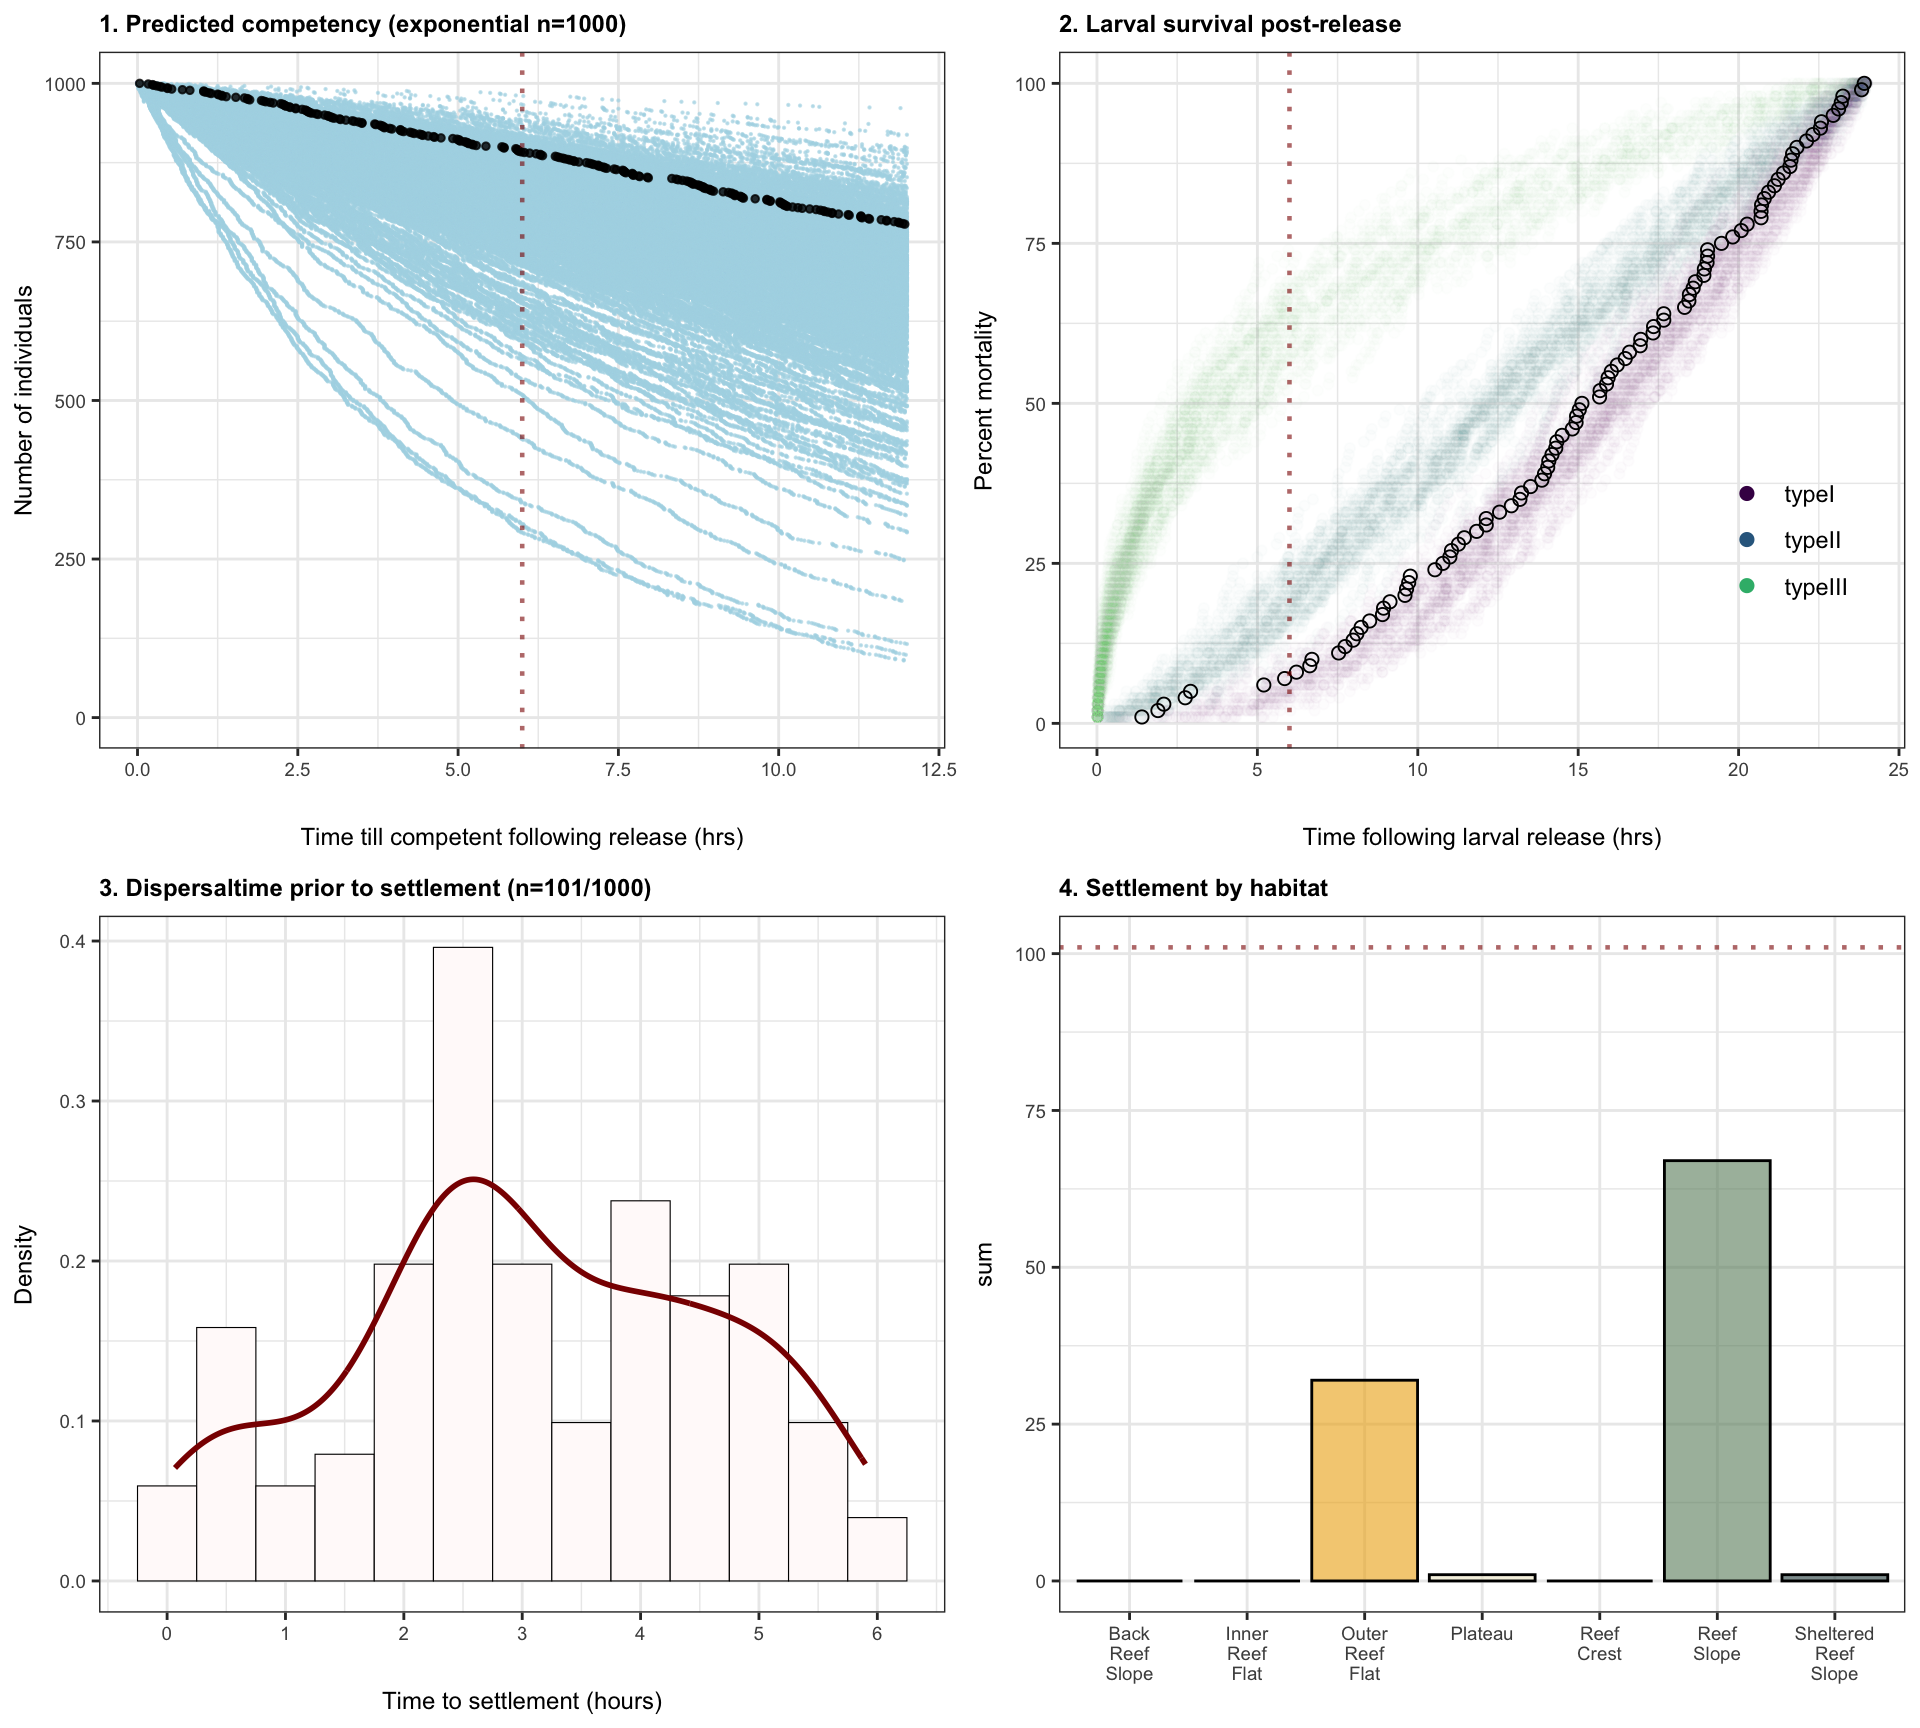 1. Predicted competency (exponential n=1000)
Number of individuals
1000
750
500
250
0
0.0 2.5 5.0 7.5 10.0 12.5
Time till competent following release (hrs)
2. Larval survival post-release
Percent mortality
100
75
50
25
0
typeI
typeII
typeIII
0 5 10 15 20 25
Time following larval release (hrs)
3. Dispersaltime prior to settlement (n=101/1000)
Density
0.4
0.3
0.2
0.1
0.0
0 1 2 3 4 5 6
Time to settlement (hours)
4. Settlement by habitat
sum
100
75
50
25
0
Back
Reef
Slope
Inner
Reef
Flat
Outer
Reef
Flat
Plateau
Reef
Crest
Reef
Slope
Sheltered
Reef
Slope